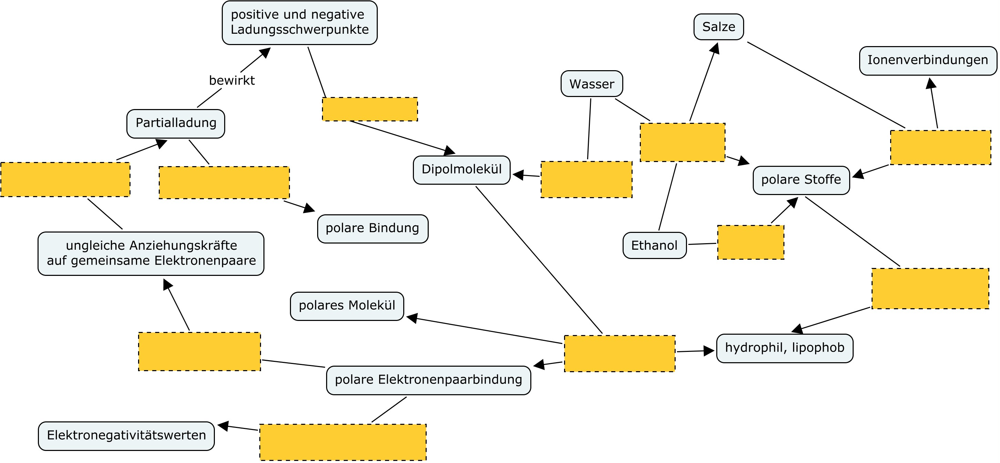 positive und negative
Ladungsschwerpunkte
Salze
Ionenverbindungen
Wasser
bewirkt
Partialladung
Dipolmolekül
polare Stoffe
polare Bindung
ungleiche Anziehungskräfte
auf gemeinsame Elektronenpaare
Ethanol
polares Molekül
hydrophil, lipophob
polare Elektronenpaarbindung
Elektronegativitätswerten